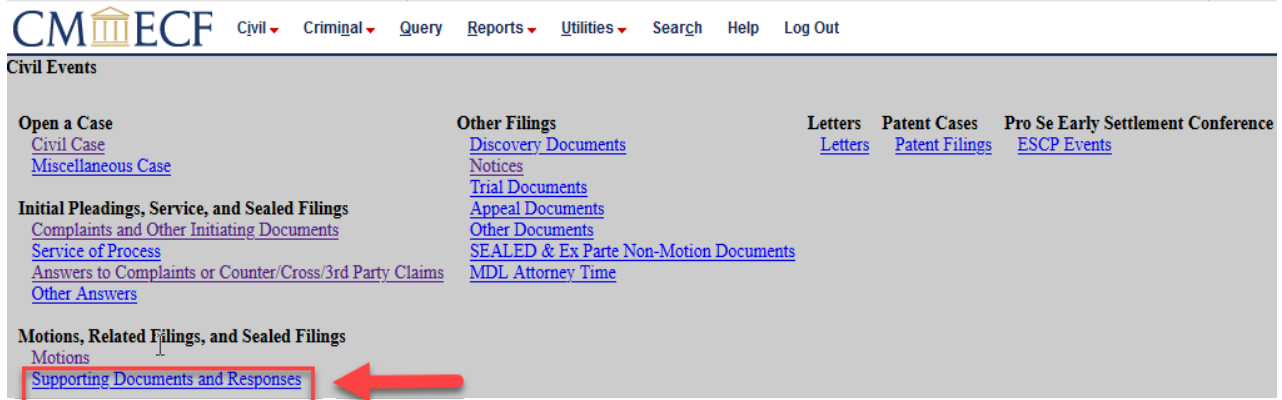 CM ECF Civil Criminal Query Reports Utilities Search Help Log Out
Civil Events
Open a Case
Civil Case
Miscellaneous Case
Initial Pleadings, Service, and Sealed Filings
Complaints and Other Initiating Documents
Service of Process
Answers to Complaints or Counter/Cross/3rd Party Claims
Other Answers
Motions, Related Filings, and Sealed Filings
Motions
Supporting Documents and Responses
Other Filings
Discovery Documents
Notices
Trial Documents
Appeal Documents
Other Documents
SEALED & Ex Parte Non-Motion Documents
MDL Attorney Time
Letters
Letters
Patent Cases
Patent Filings
Pro Se Early Settlement Conference
ESCP Events